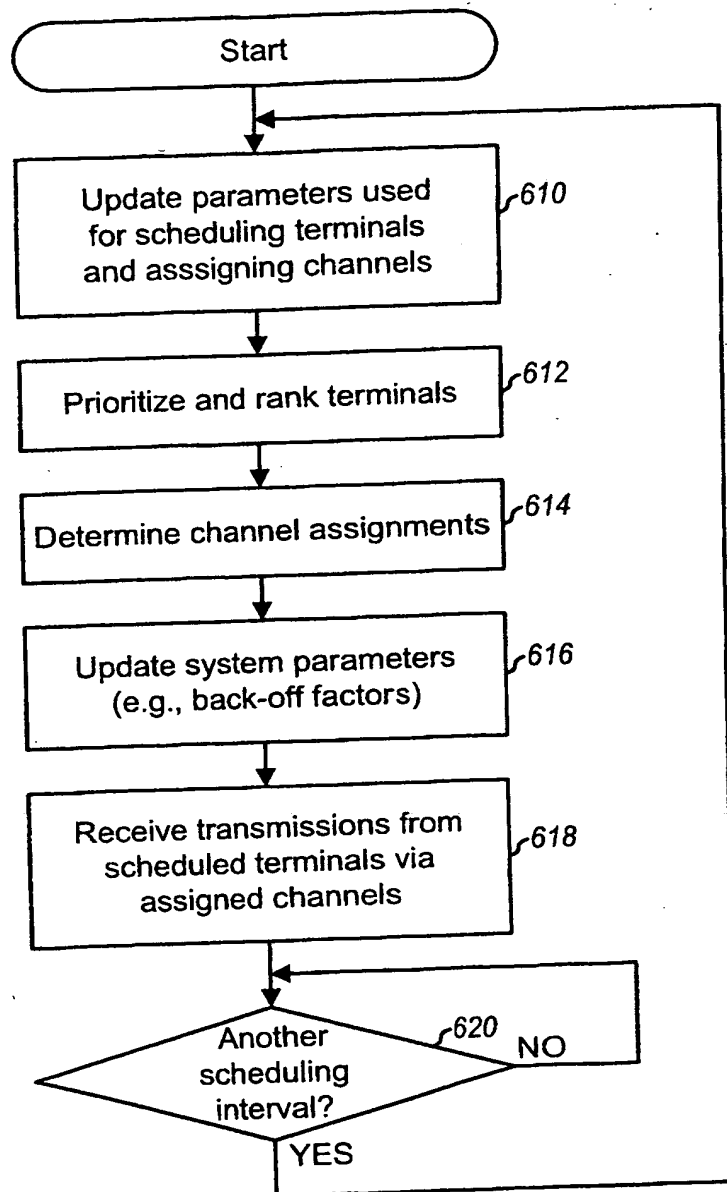 Start
Update parameters used
for scheduling terminals
and asssigning channels
610
Prioritize and rank terminals
612
Determine channel assignments
614
Update system parameters
(e.g., back-off factors)
616
Receive transmissions from
scheduled terminals via
assigned channels
618
Another
scheduling
interval?
620
NO
YES